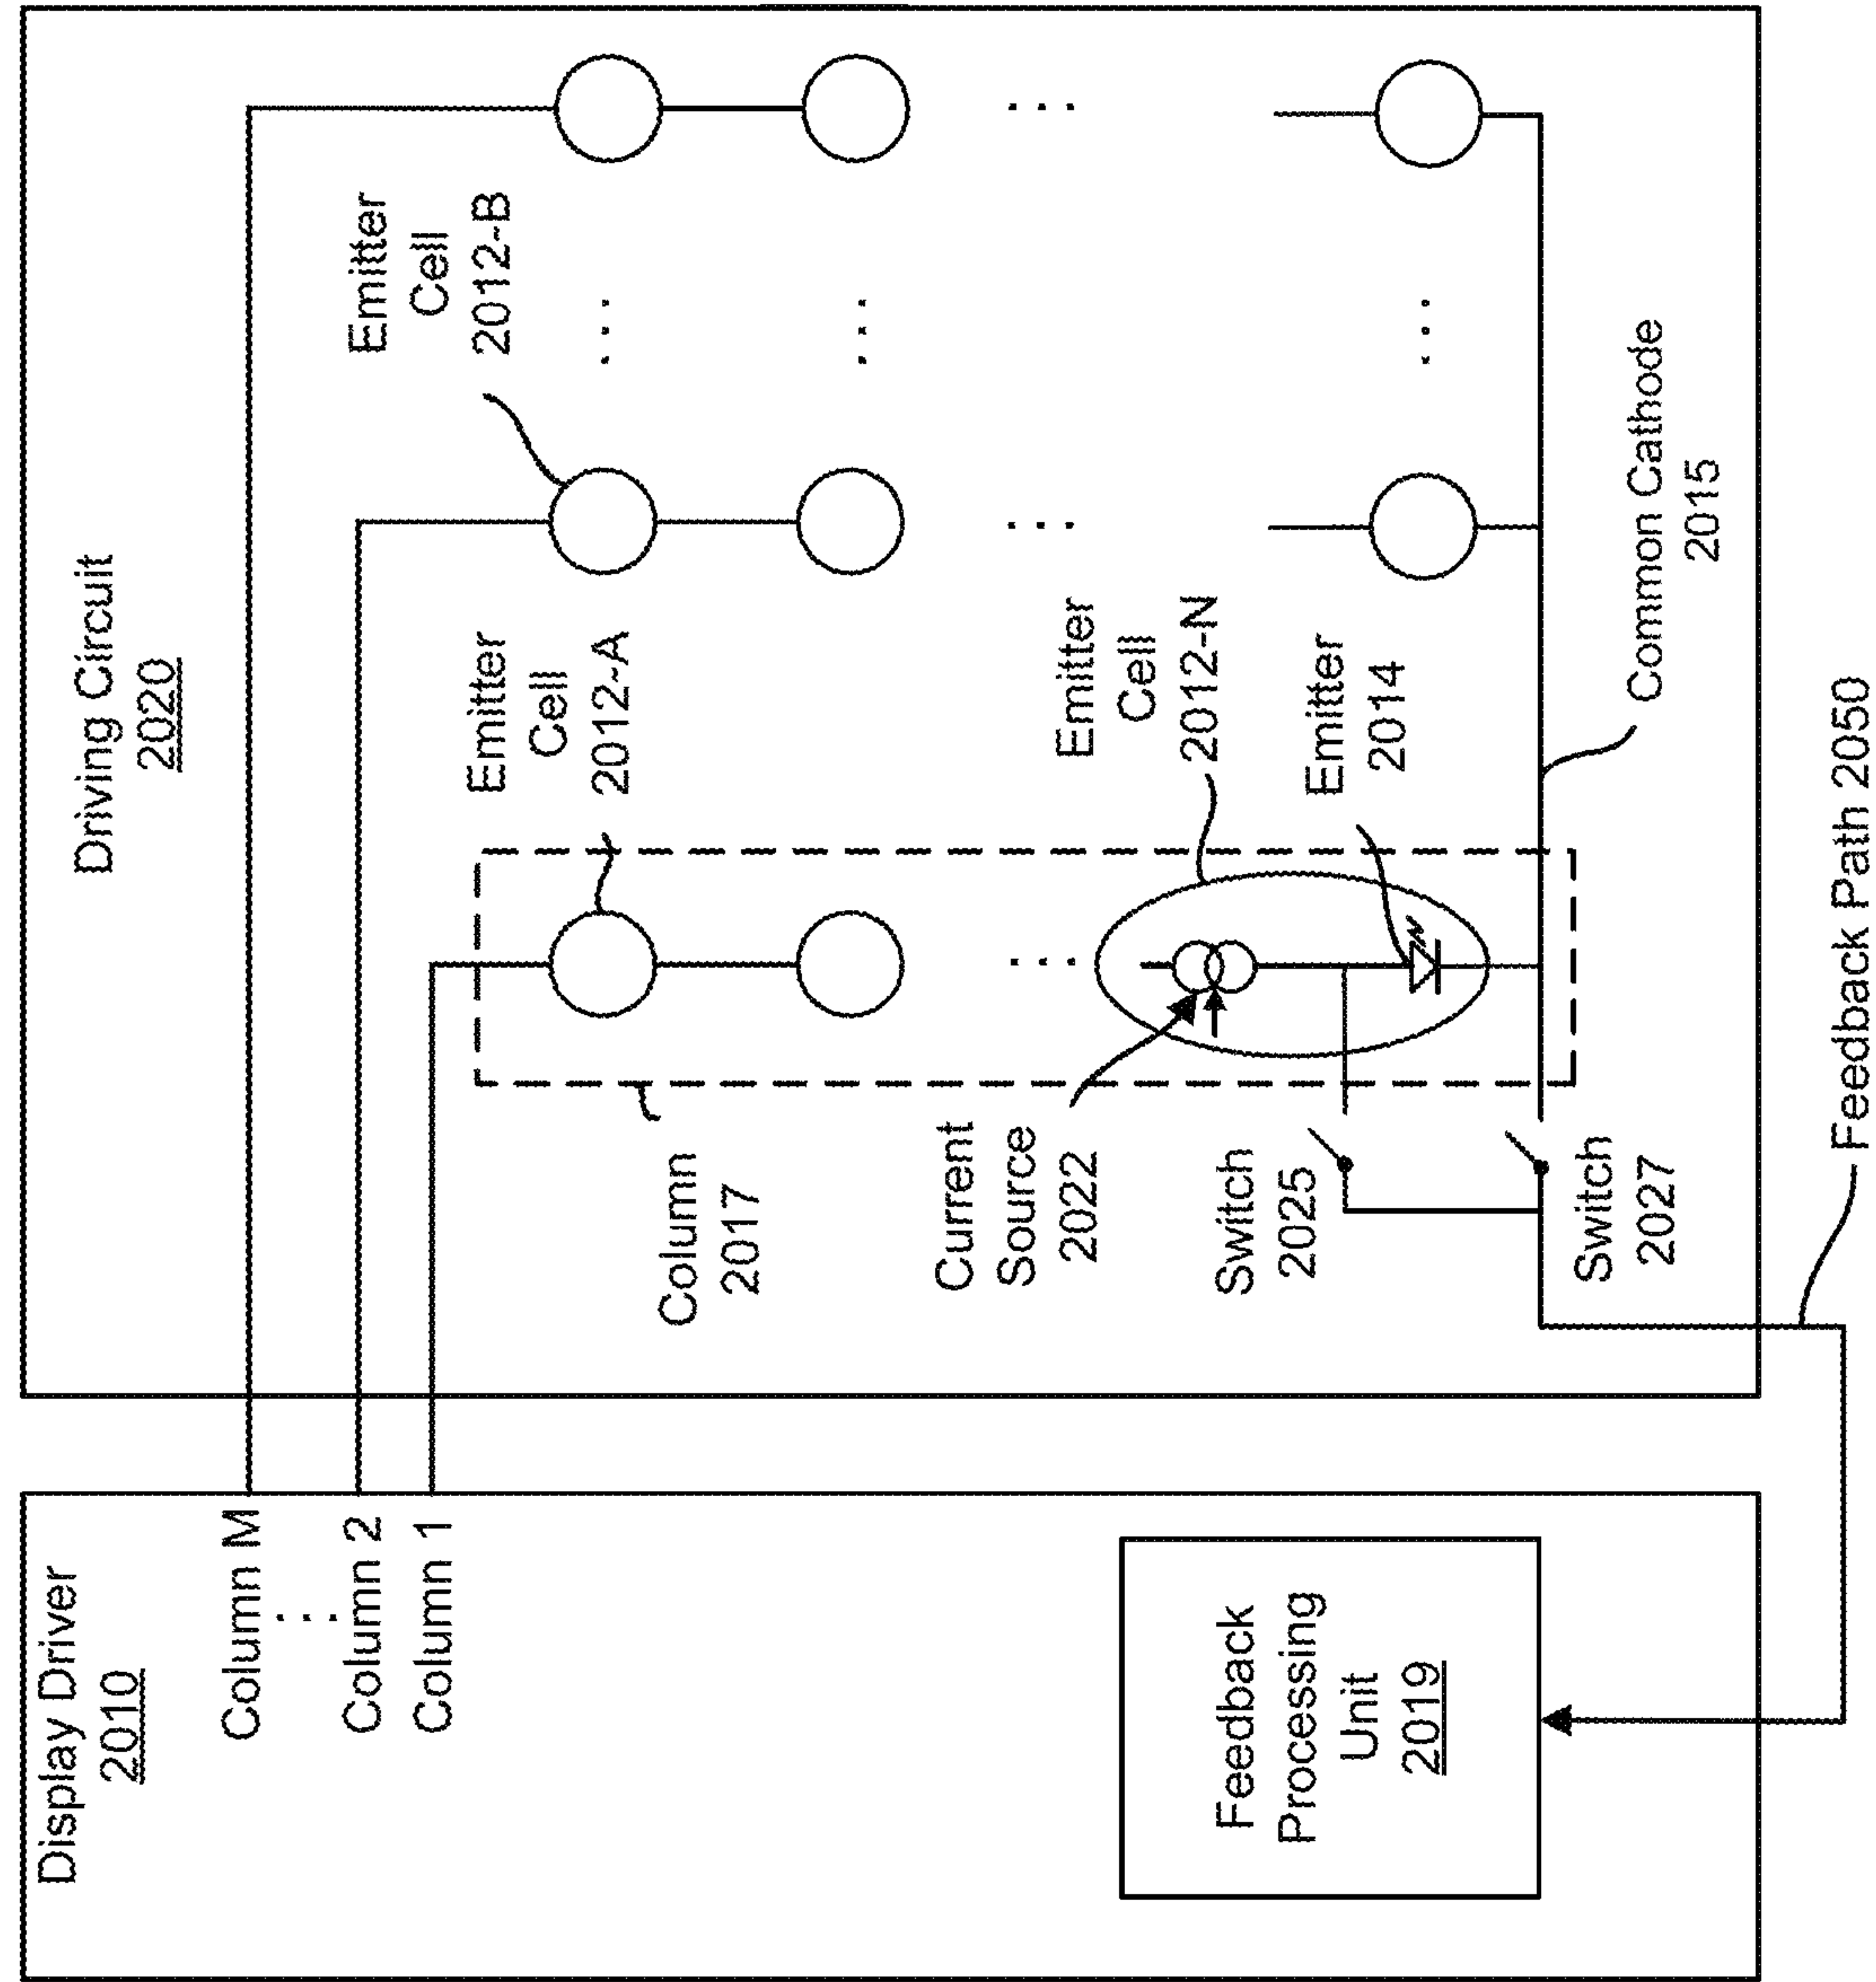 Display Driver
2010
Column M
...
Column 2
Column 1
Feedback
Processing
Unit
2019
Driving Circuit
2020
Emitter
Cell
2012-A
Emitter
Cell
2012-B
Column
2017
Current
Source
2022
Emitter
Cell
2012-N
Emitter
2014
Switch
2025
Switch
2027
Common Cathode
2015
Feedback Path 2050